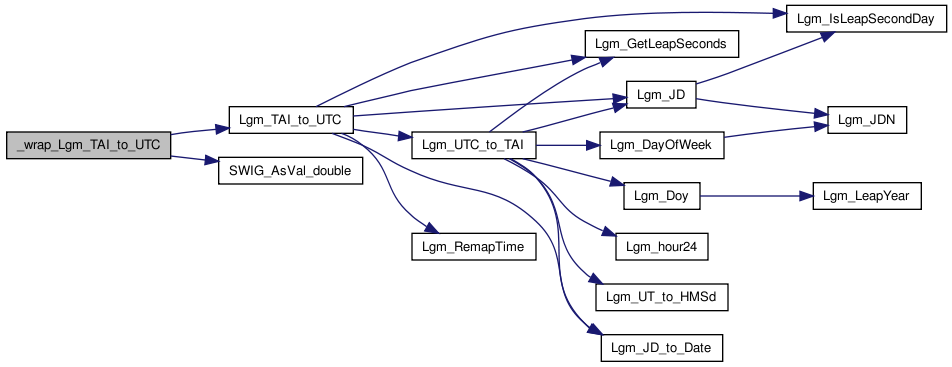 _wrap_Lgm_TAI_to_UTC
Lgm_TAI_to_UTC
SWIG_AsVal_double
Lgm_IsLeapSecondDay
Lgm_GetLeapSeconds
Lgm_JD
Lgm_JDN
Lgm_UTC_to_TAI
Lgm_DayOfWeek
Lgm_Doy
Lgm_LeapYear
Lgm_RemapTime
Lgm_hour24
Lgm_UT_to_HMSd
Lgm_JD_to_Date